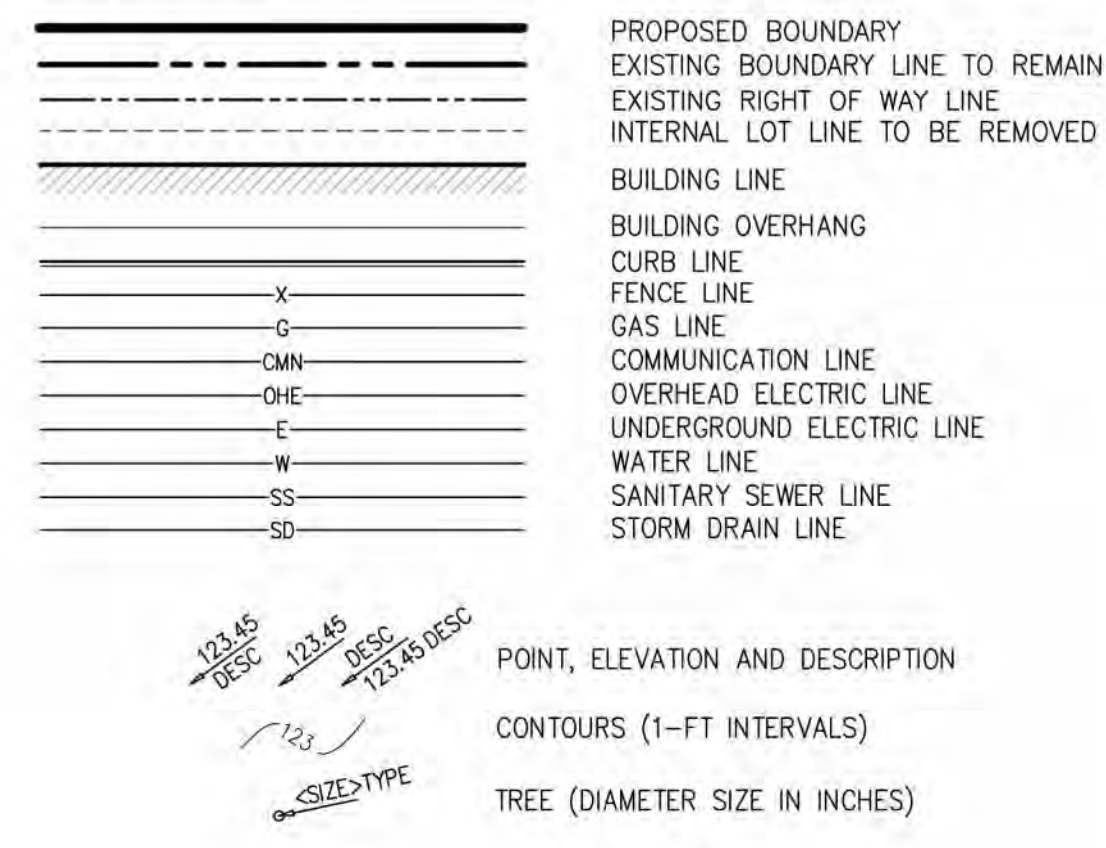 PROPOSED BOUNDARY
EXISTING BOUNDARY LINE TO REMAIN
EXISTING RIGHT OF WAY LINE
INTERNAL LOT LINE TO BE REMOVED
BUILDING LINE
BUILDING OVERHANG
CURB LINE
X FENCE LINE
G GAS LINE
CMN COMMUNICATION LINE
OHE OVERHEAD ELECTRIC LINE
E UNDERGROUND ELECTRIC LINE
W WATER LINE
SS SANITARY SEWER LINE
SD STORM DRAIN LINE
123.45
DESC
123.45
DESC
123.45 DESC
POINT, ELEVATION AND DESCRIPTION
123 CONTOURS (1-FT INTERVALS)
<SIZE>TYPE TREE (DIAMETER SIZE IN INCHES)